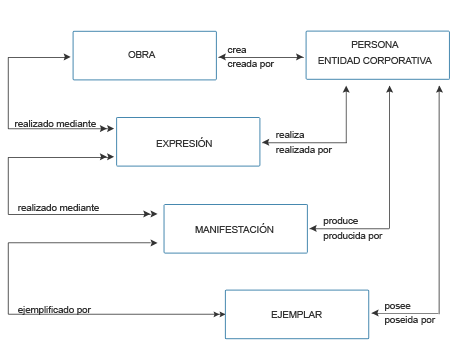 OBRA
crea
creada por
PERSONA
ENTIDAD CORPORATIVA
realizado mediante
EXPRESIÓN
realiza
realizada por
realizado mediante
MANIFESTACIÓN
produce
producida por
ejemplificado por
EJEMPLAR
posee
poseida por